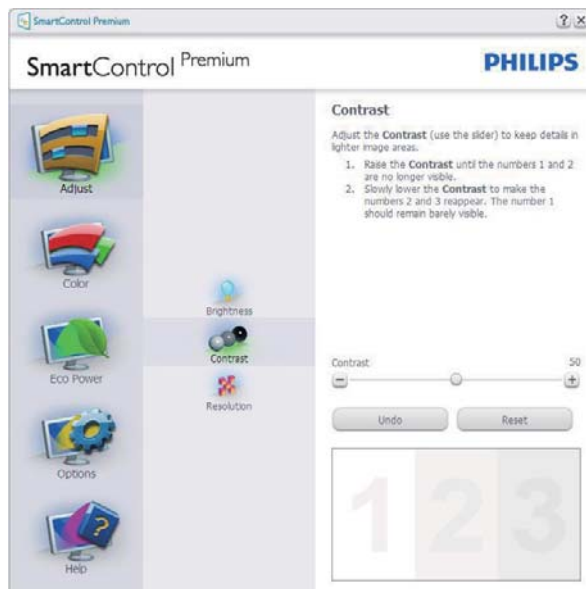 SmartControl Premium
SmartControl Premium
PHILIPS
Adjust
Color
Eco Power
Options
Help
Brightness
Contrast
Resolution
Contrast
Adjust the Contrast (use the slider) to keep details in
lighter image areas.
1. Raise the Contrast until the numbers 1 and 2
are no longer visible.
2. Slowly lower the Contrast to make the
numbers 2 and 3 reappear. The number 1
should remain barely visible.
Contrast 50
Undo Reset
1 2 3